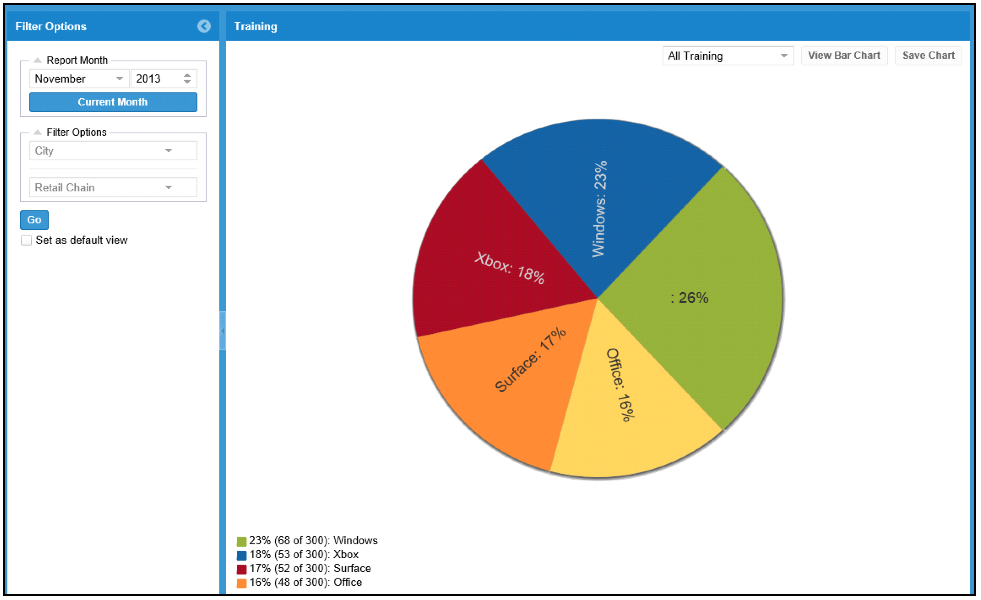 Filter Options
Training
Report Month
November
2013
Current Month
Filter Options
City
Retail Chain
Go
Set as default view
All Training
View Bar Chart
Save Chart
Windows: 23%
Xbox: 18%
: 26%
Surface: 17%
Office: 16%
23% (68 of 300): Windows
18% (53 of 300): Xbox
17% (52 of 300): Surface
16% (48 of 300): Office